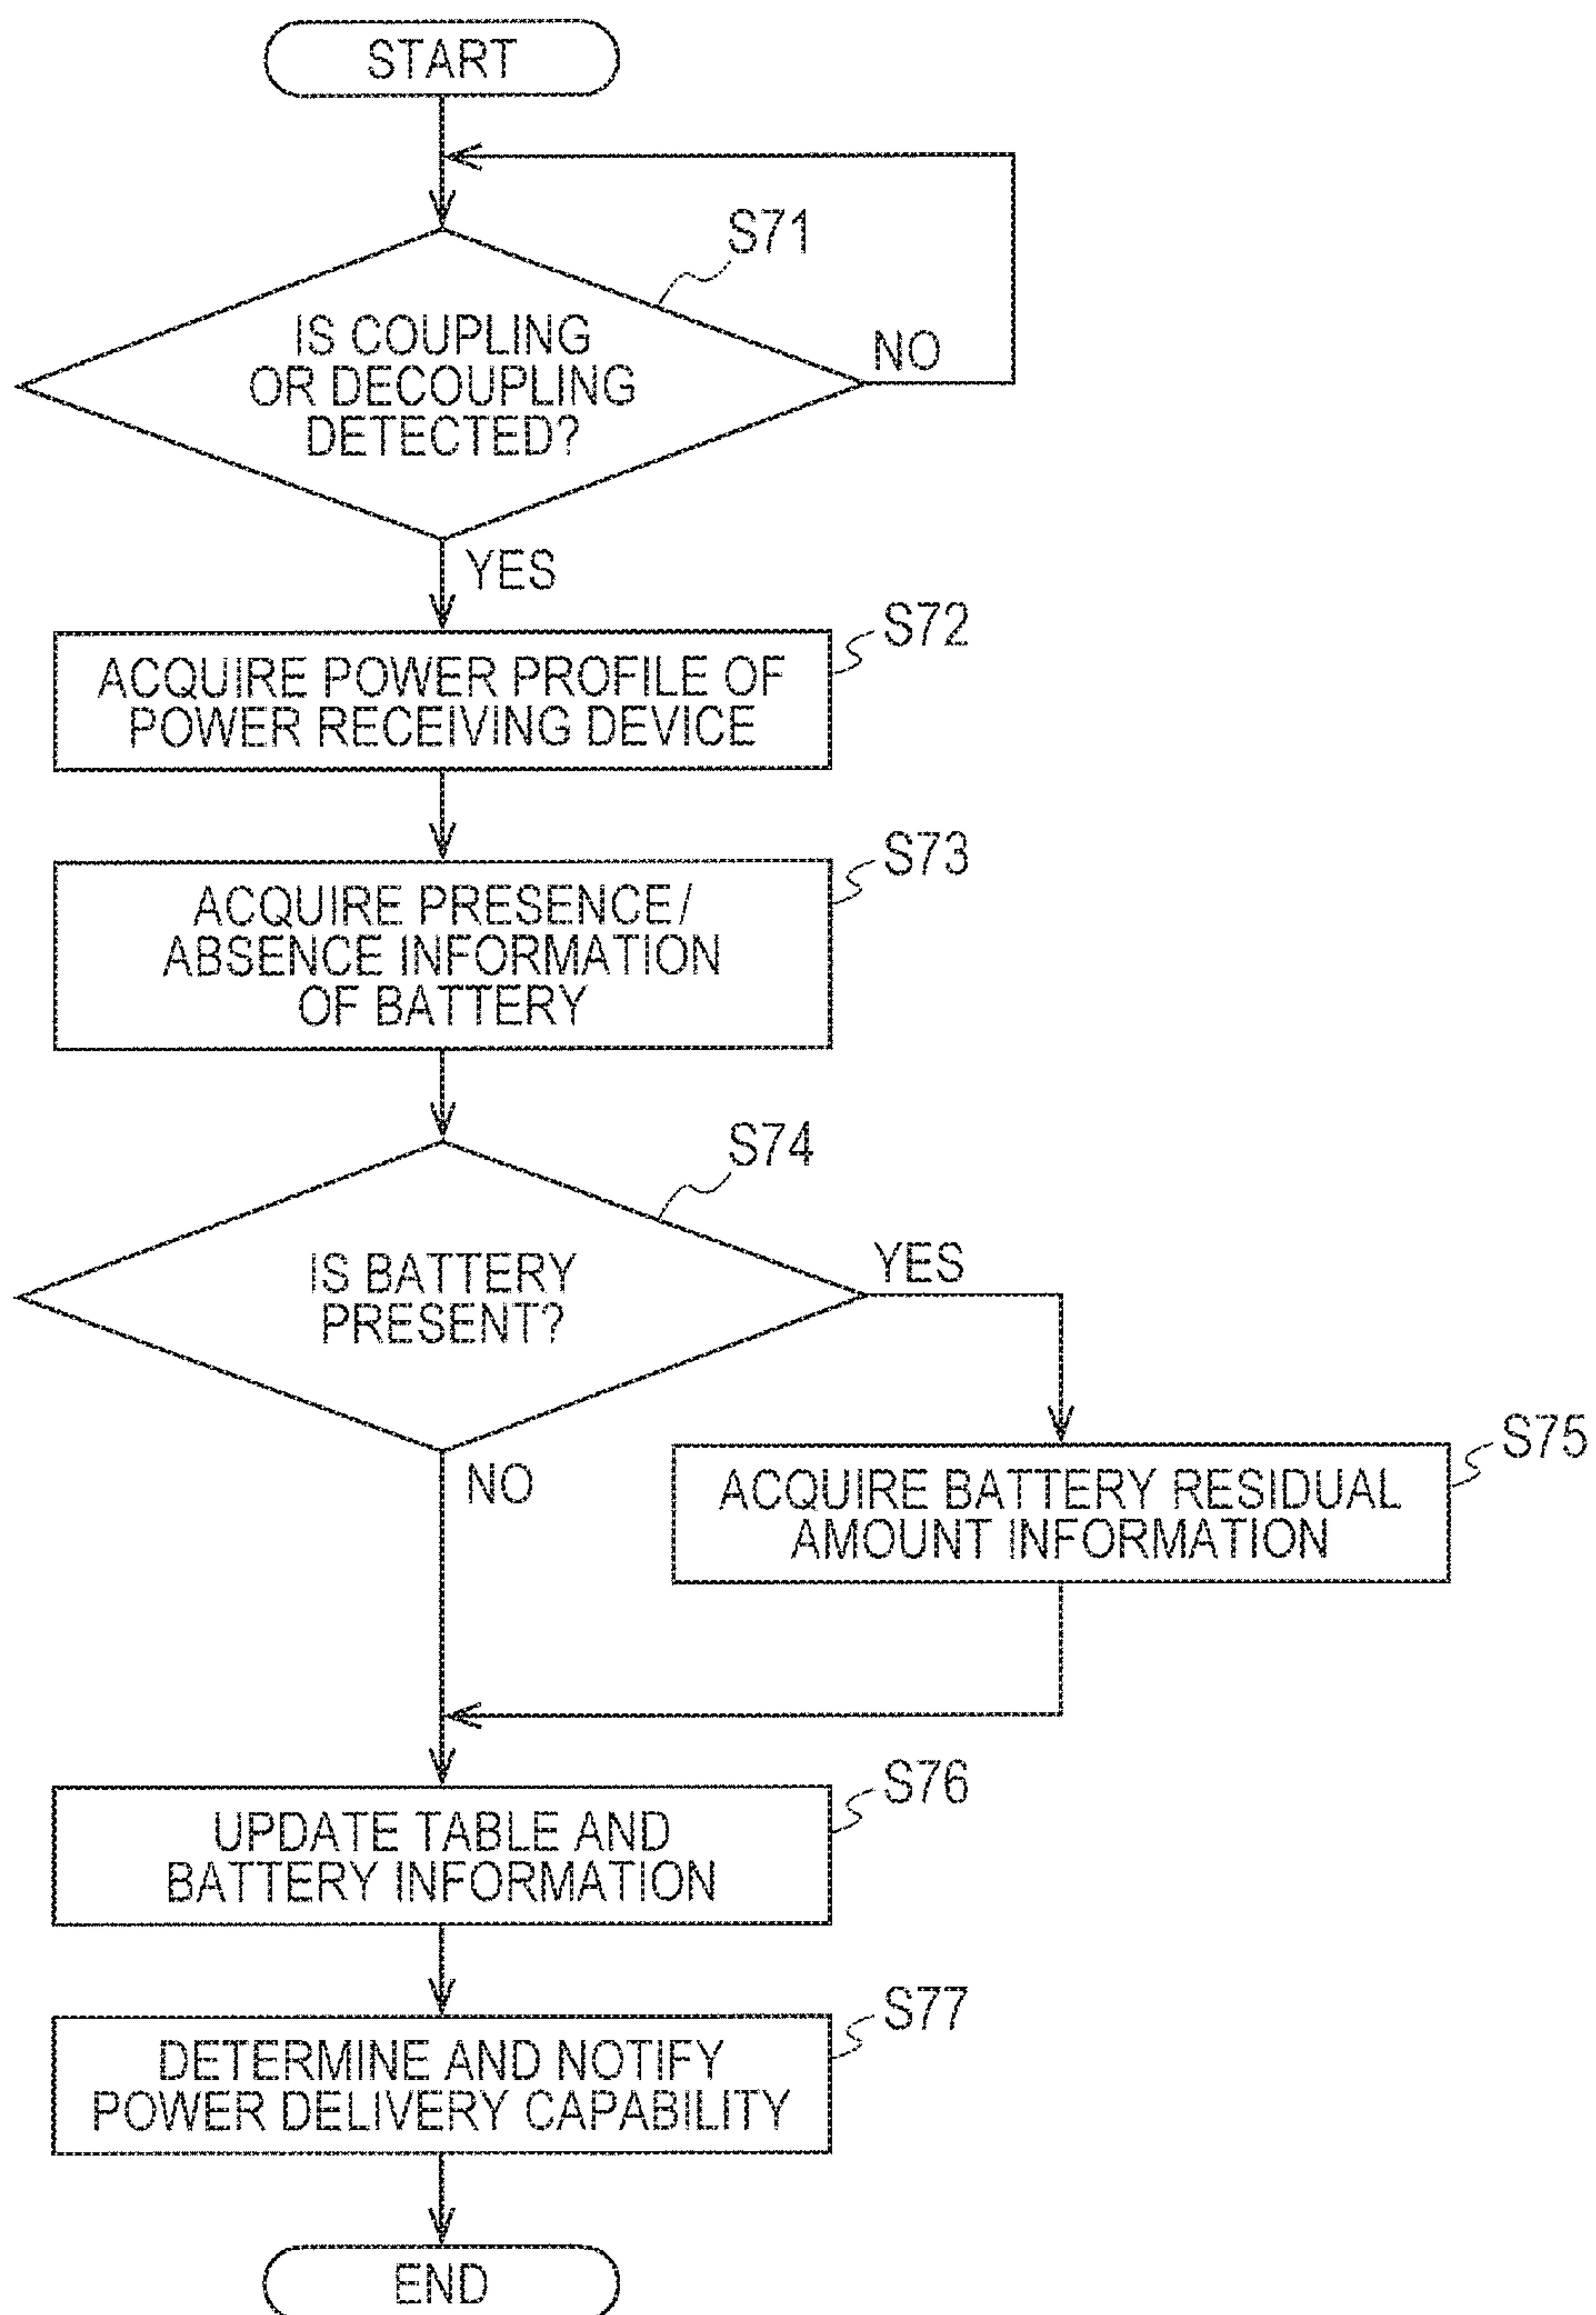 START
S71
IS COUPLING
OR DECOUPLING
DETECTED?
NO
YES
S72
ACQUIRE POWER PROFILE OF
POWER RECEIVING DEVICE
S73
ACQUIRE PRESENCE/
ABSENCE INFORMATION
OF BATTERY
S74
IS BATTERY
PRESENT?
YES
NO
S75
ACQUIRE BATTERY RESIDUAL
AMOUNT INFORMATION
S76
UPDATE TABLE AND
BATTERY INFORMATION
S77
DETERMINE AND NOTIFY
POWER DELIVERY CAPABILITY
END